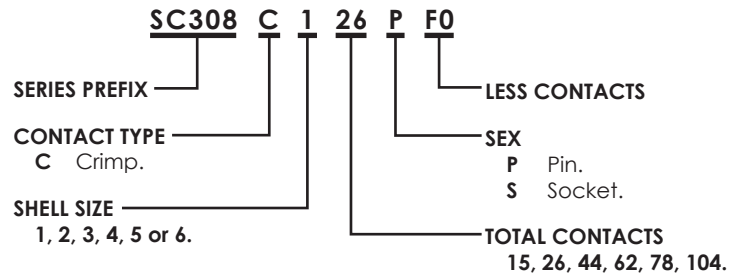 SC308 C 1 26 P F0
SERIES PREFIX
CONTACT TYPE
C Crimp.
SHELL SIZE
1, 2, 3, 4, 5 or 6.
LESS CONTACTS
SEX
P Pin.
S Socket.
TOTAL CONTACTS
15, 26, 44, 62, 78, 104.